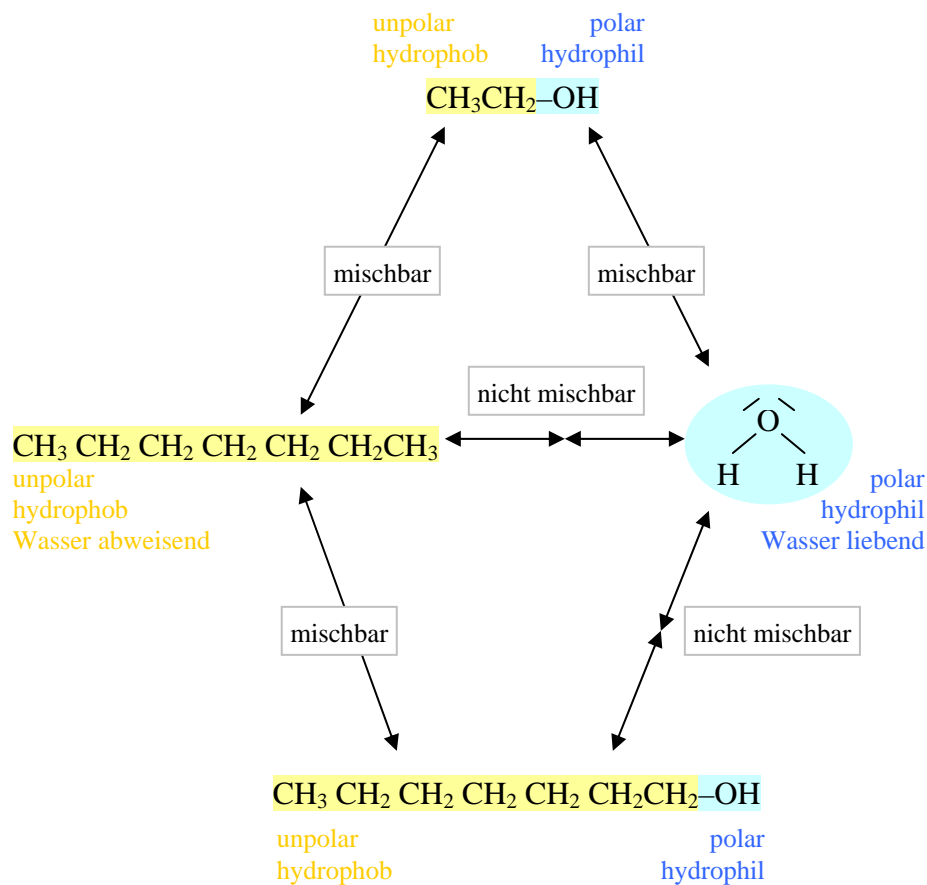 unpolar polar
hydrophob hydrophil
CH₃CH₂–OH
mischbar mischbar
nicht mischbar
CH₃ CH₂ CH₂ CH₂ CH₂ CH₂CH₃
O
H H
unpolar
hydrophob
Wasser abweisend
polar
hydrophil
Wasser liebend
mischbar nicht mischbar
CH₃ CH₂ CH₂ CH₂ CH₂ CH₂CH₂–OH
unpolar polar
hydrophob hydrophil